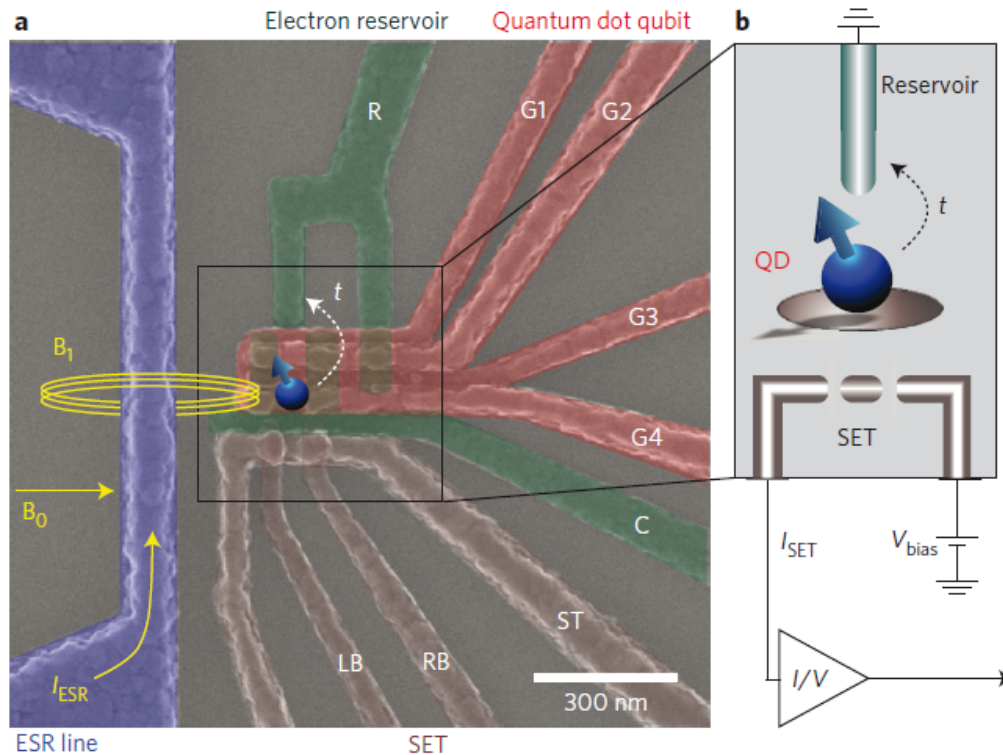 a
Electron reservoir
Quantum dot qubit
b
R
G1
G2
G3
G4
t
B1
B0
IESR
C
ST
LB
RB
300 nm
ESR line
SET
Reservoir
t
QD
SET
ISET
Vbias
I/V